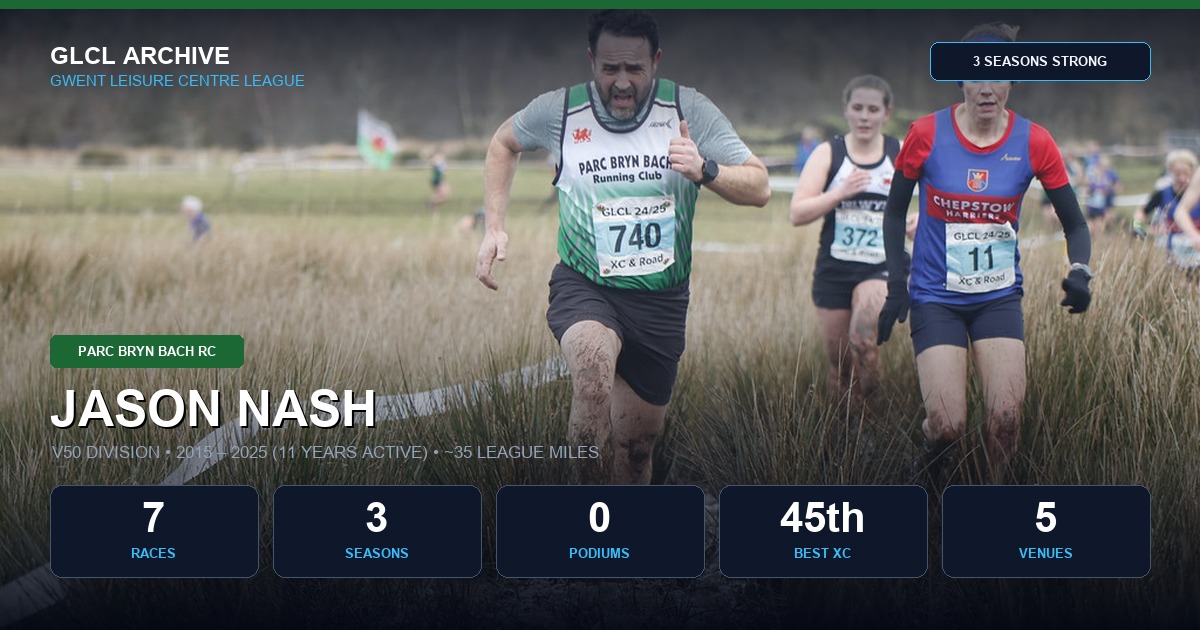 GLCL ARCHIVE
GWENT LEISURE CENTRE LEAGUE
3 SEASONS STRONG
PARC BRYN BACH
Running Club
GLCL 24/25
740
XC & Road
372
CHEPSTOW
HARRIERS
GLCL 24/25
11
XC & Road
PARC BRYN BACH RC
JASON NASH
V50 DIVISION • 2015 – 2025 (11 YEARS ACTIVE) • ~35 LEAGUE MILES
7
RACES
3
SEASONS
0
PODIUMS
45th
BEST XC
5
VENUES